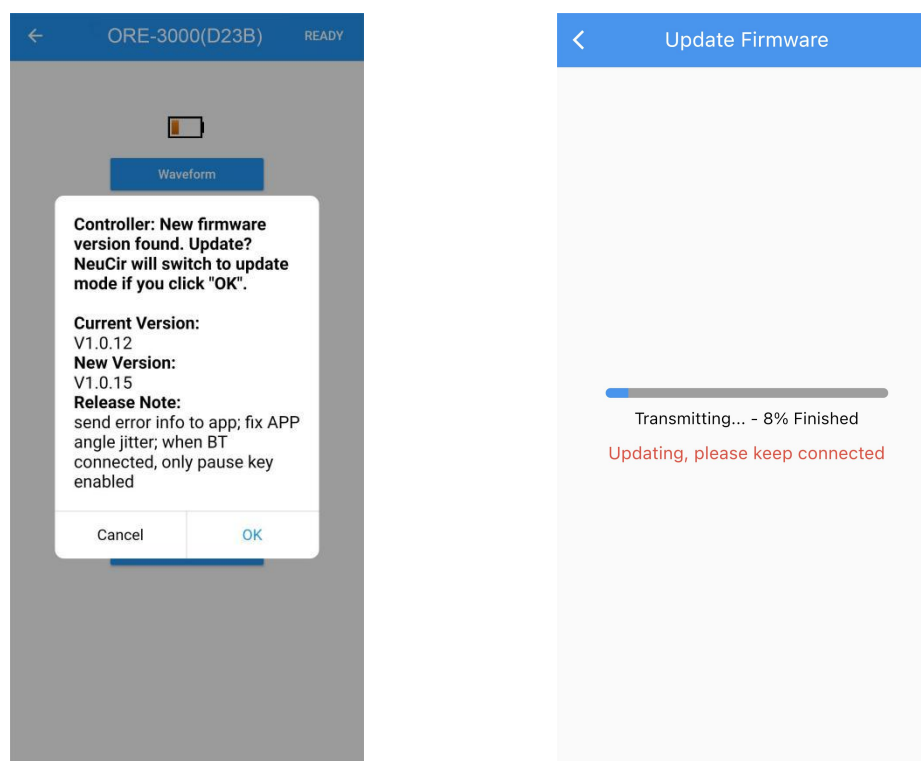 ORE-3000(D23B)
READY
Waveform
Controller: New firmware
version found. Update?
NeuCir will switch to update
mode if you click "OK".
Current Version:
V1.0.12
New Version:
V1.0.15
Release Note:
send error info to app; fix APP
angle jitter; when BT
connected, only pause key
enabled
Cancel
OK
Update Firmware
Transmitting... - 8% Finished
Updating, please keep connected